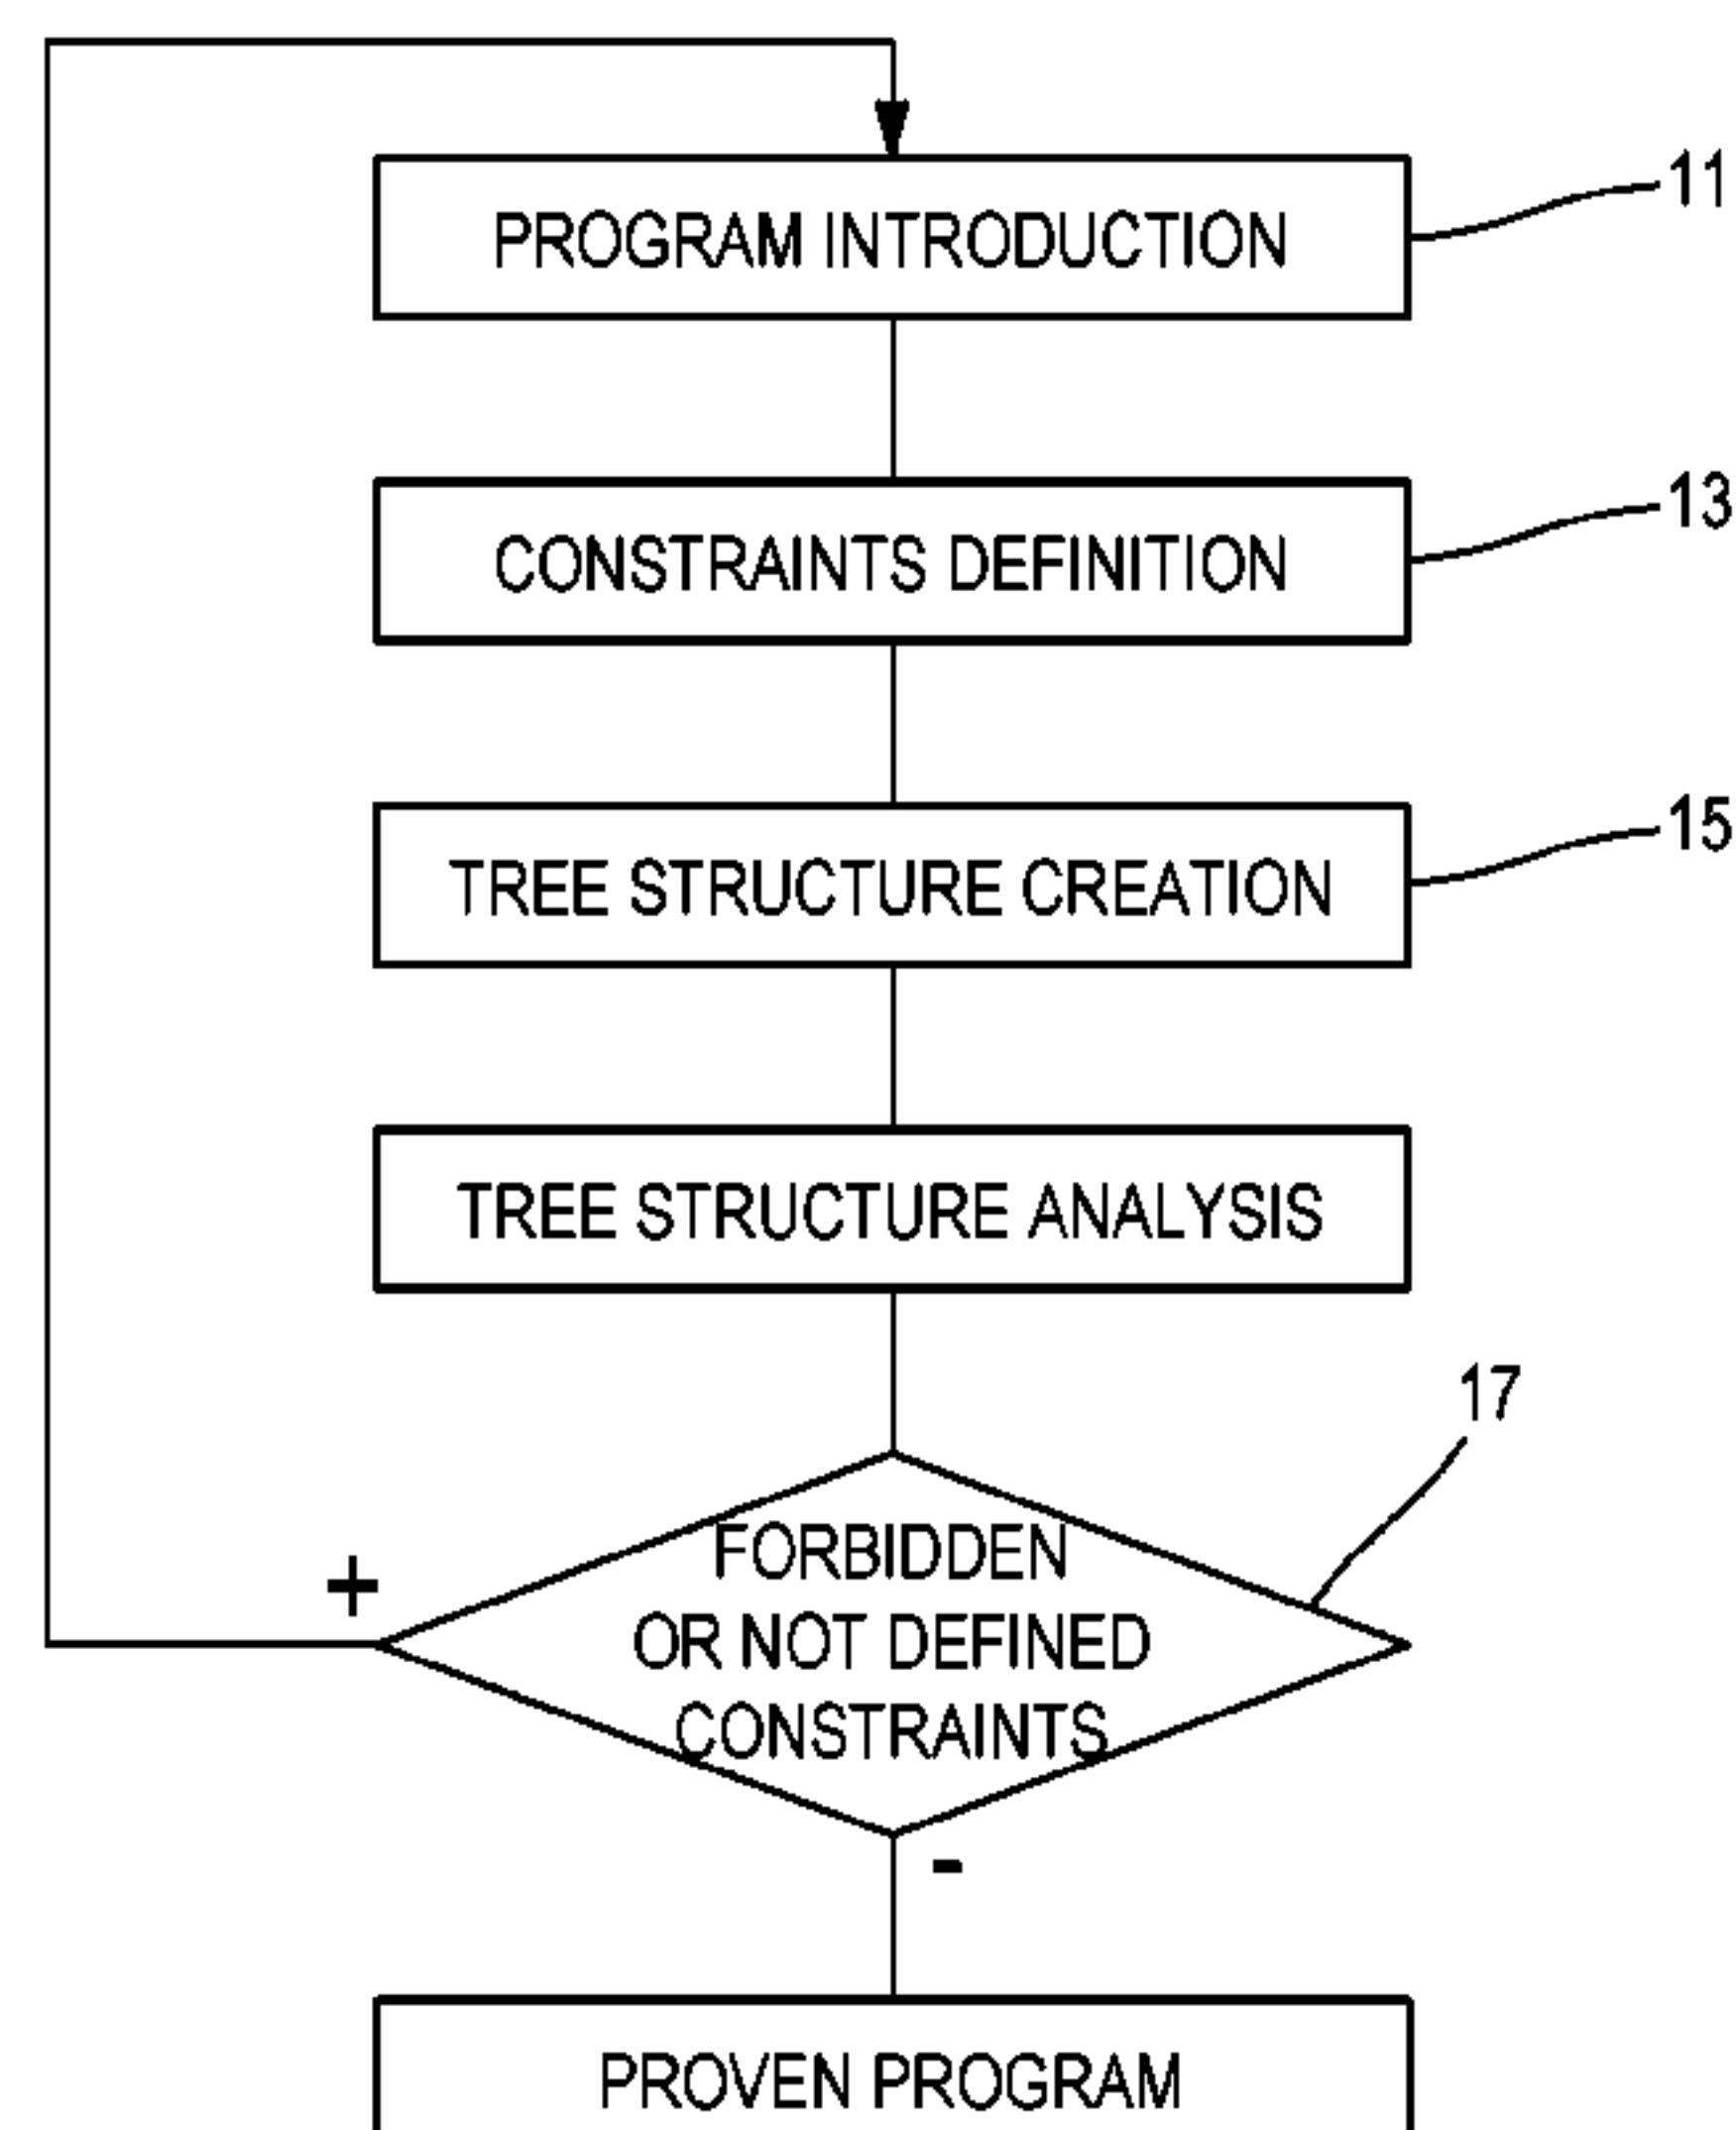 PROGRAM INTRODUCTION
11
CONSTRAINTS DEFINITION
13
TREE STRUCTURE CREATION
15
TREE STRUCTURE ANALYSIS
17
FORBIDDEN
OR NOT DEFINED
CONSTRAINTS
+
-
PROVEN PROGRAM